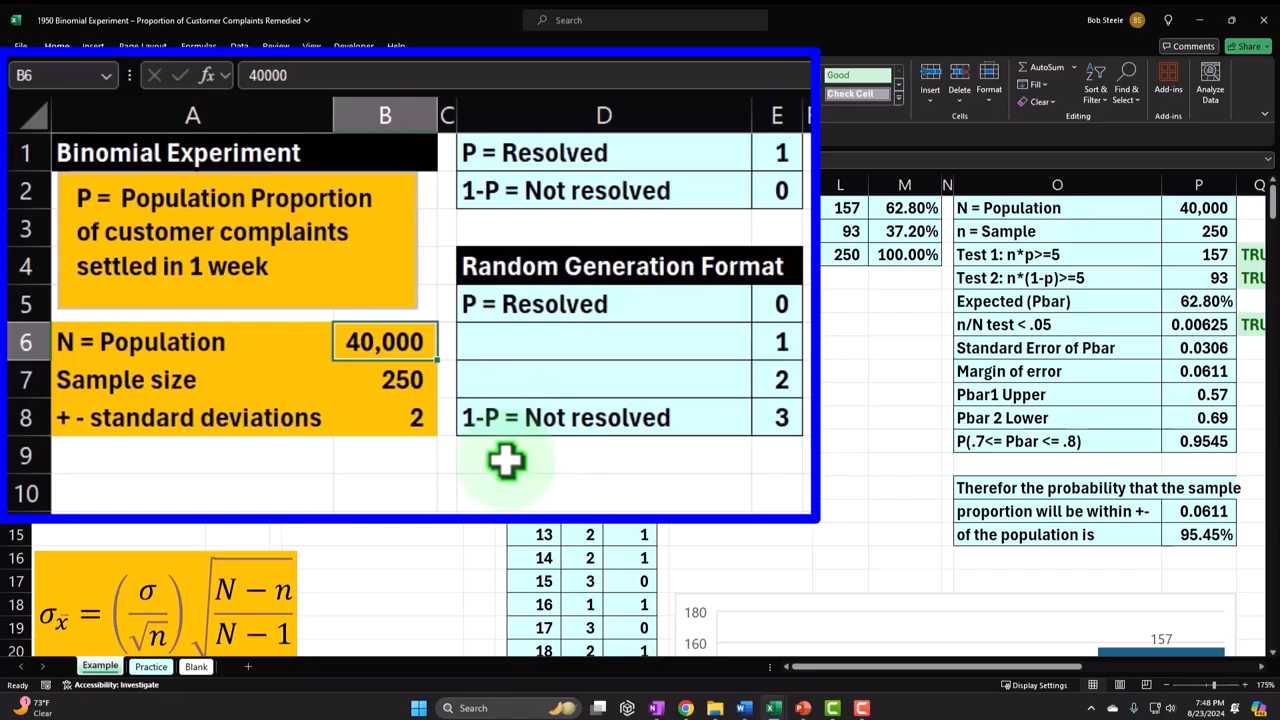 1950 Binomial Experiment – Proportion of Customer Complaints Remedied
Search
Bob Steele
BS
File Home Insert Page Layout Formulas Data Review View Developer Help
Comments
Share
B6
fx
40000
A B C D E
1 Binomial Experiment P = Resolved 1
2 1-P = Not resolved 0
P = Population Proportion
of customer complaints
settled in 1 week
3
4 Random Generation Format
5 P = Resolved 0
6 N = Population 40,000 1
7 Sample size 250 2
8 + - standard deviations 2 1-P = Not resolved 3
9
10
Good
Check Cell
Insert
Delete
Format
Cells
AutoSum
Fill
Clear
Sort &
Filter
Find &
Select
Editing
Add-ins
Add-ins
Analyze
Data
L M N O P Q
157 62.80% N = Population 40,000
93 37.20% n = Sample 250
250 100.00% Test 1: n*p>=5 157 TRU
Test 2: n*(1-p)>=5 93
Expected (Pbar) 62.80%
n/N test < .05 0.00625 TRU
Standard Error of Pbar 0.0306
Margin of error 0.0611
Pbar1 Upper 0.57
Pbar 2 Lower 0.69
P(.7<= Pbar <= .8) 0.9545
Therefor the probability that the sample
proportion will be within +- 0.0611
of the population is 95.45%
15 13 2 1
16 14 2 1
17 15 3 0
18 16 1 1
19 17 3 0
20 18 2 1
σx̅ = (σ/√n) √(N − n / N − 1)
180
160
157
Example Practice Blank
Ready
Accessibility: Investigate
Display Settings
175%
73°F
Clear
Search
7:48 PM
8/23/2024